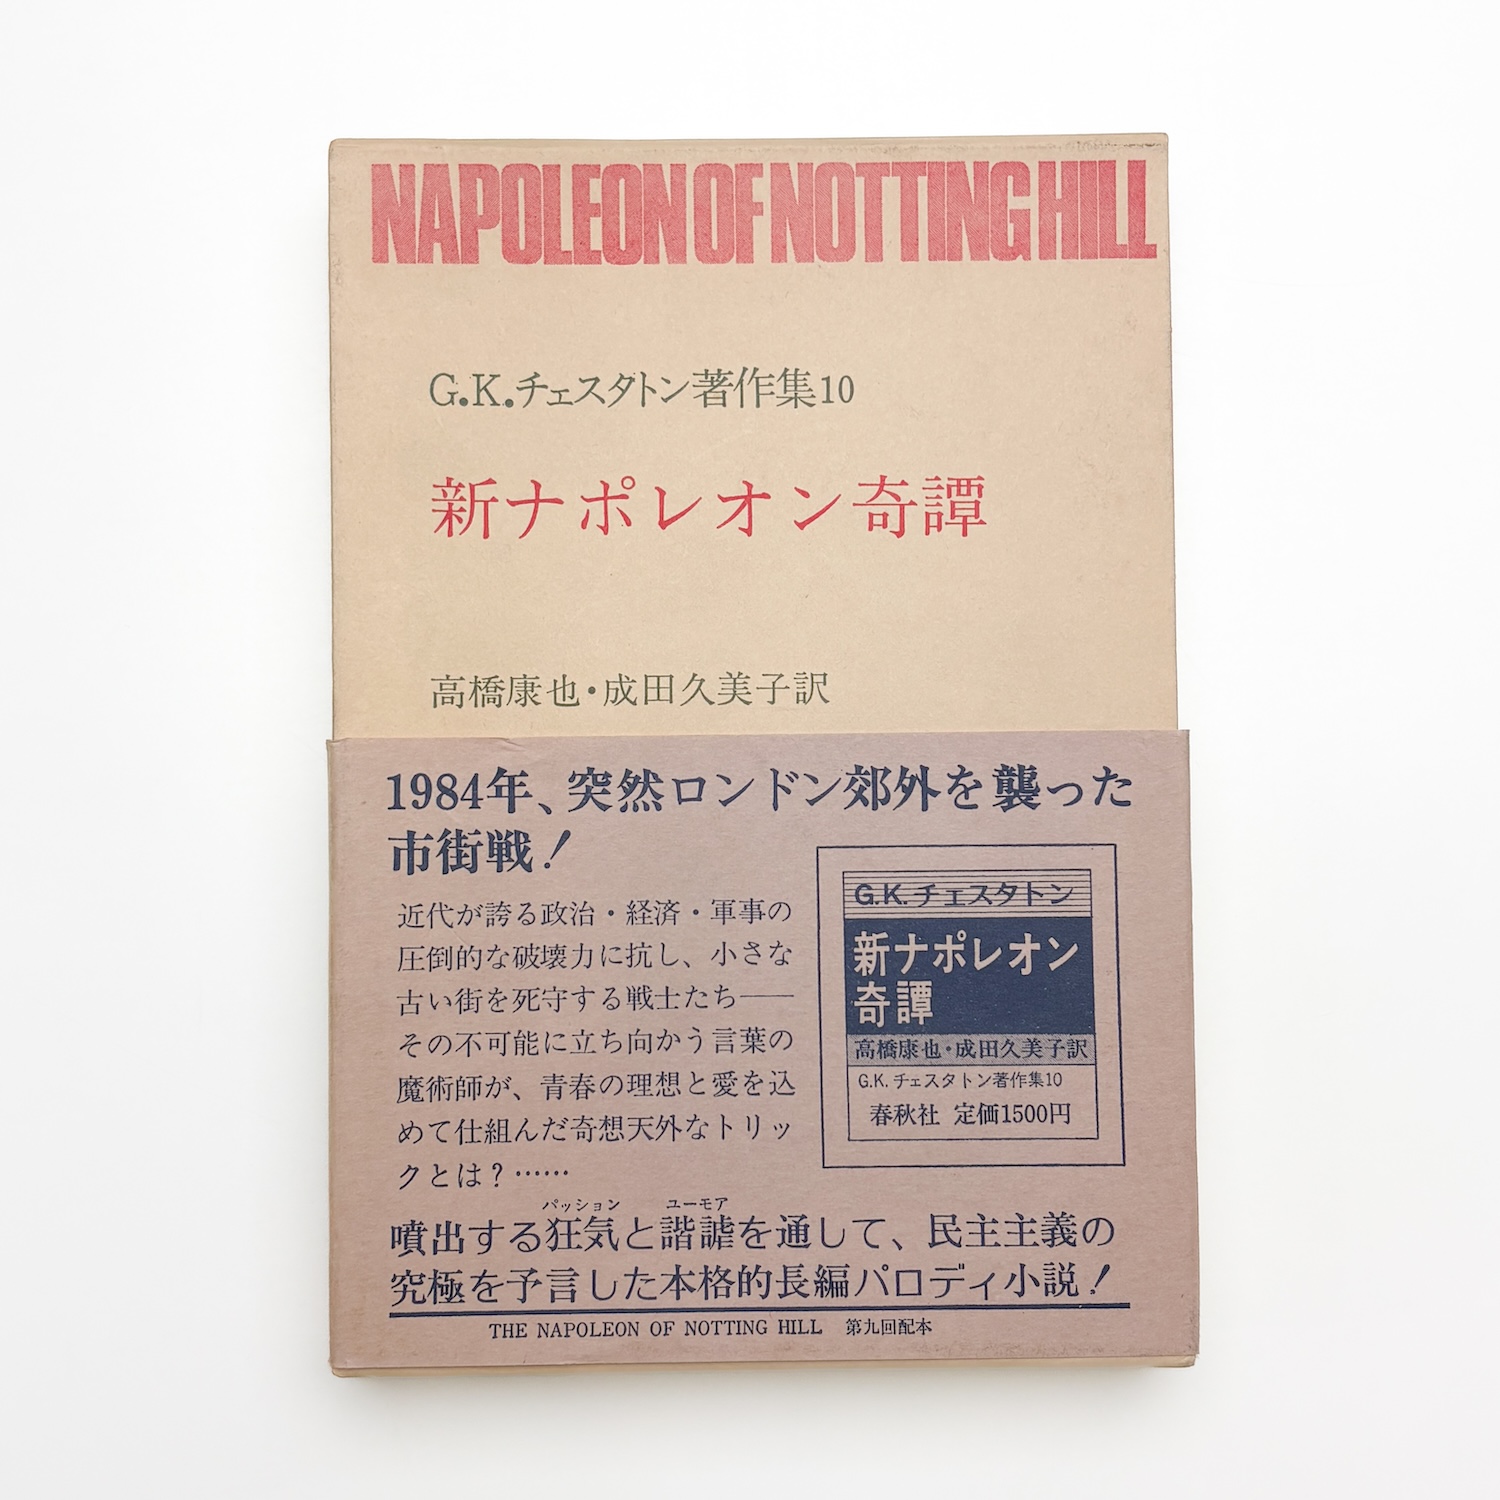 NAPOLEON OF NOTTING HILL
G.K.チェスタトン著作集10
新ナポレオン奇譚
高橋康也・成田久美子訳
1984年、突然ロンドン郊外を襲った
市街戦!
近代が誇る政治・経済・軍事の
圧倒的な破壊力に抗し、小さな
古い街を死守する戦士たち――
その不可能に立ち向かう言葉の
魔術師が、青春の理想と愛を込
めて仕組んだ奇想天外なトリッ
クとは?……
G.K.チェスタトン
新ナポレオン
奇譚
高橋康也・成田久美子訳
G.K.チェスタトン著作集10
春秋社 定価1500円
パッション ユーモア
噴出する狂気と諧謔を通して、民主主義の
究極を予言した本格的長編パロディ小説!
THE NAPOLEON OF NOTTING HILL 第九回配本